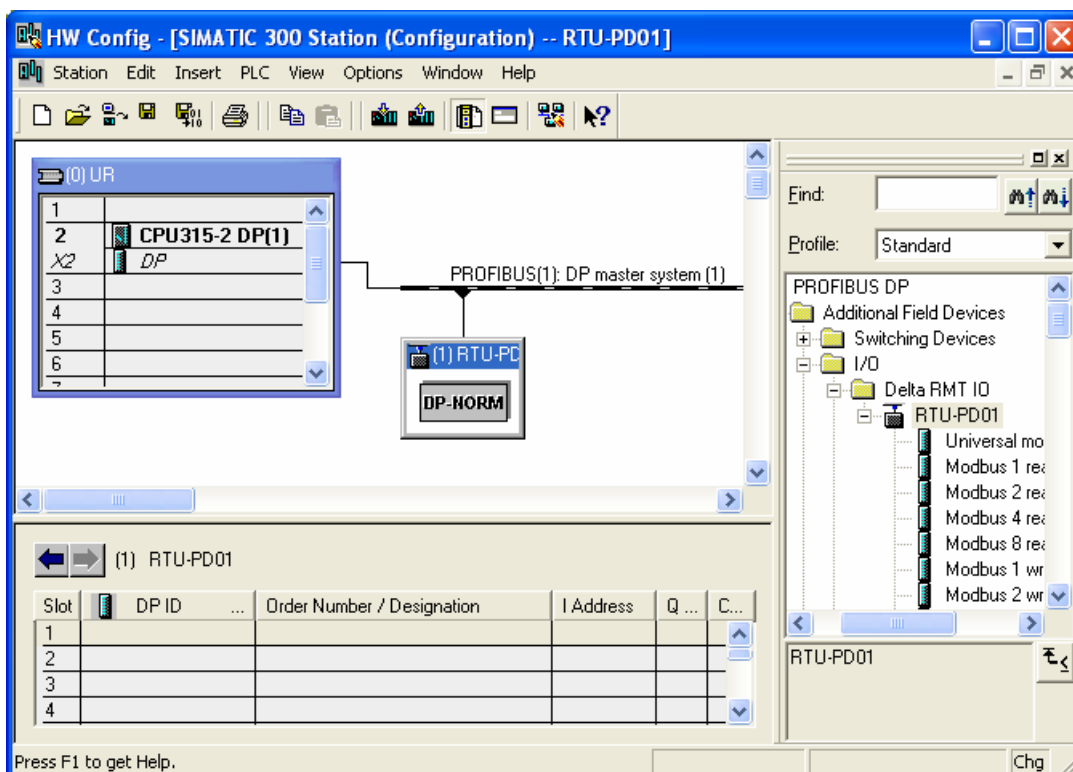 HW Config - [SIMATIC 300 Station (Configuration) -- RTU-PD01]
Station Edit Insert PLC View Options Window Help
(0) UR
1
2 CPU315-2 DP(1)
X2 DP
3
4
5
6
PROFIBUS(1): DP master system (1)
(1) RTU-PD
DP-NORM
Find:
Profile: Standard
PROFIBUS DP
Additional Field Devices
Switching Devices
I/O
Delta RMT IO
RTU-PD01
Universal mo
Modbus 1 rea
Modbus 2 rea
Modbus 4 rea
Modbus 8 rea
Modbus 1 wr
Modbus 2 wr
(1) RTU-PD01
Slot DP ID ... Order Number / Designation I Address Q ... C...
1
2
3
4
RTU-PD01
Press F1 to get Help.
Chg